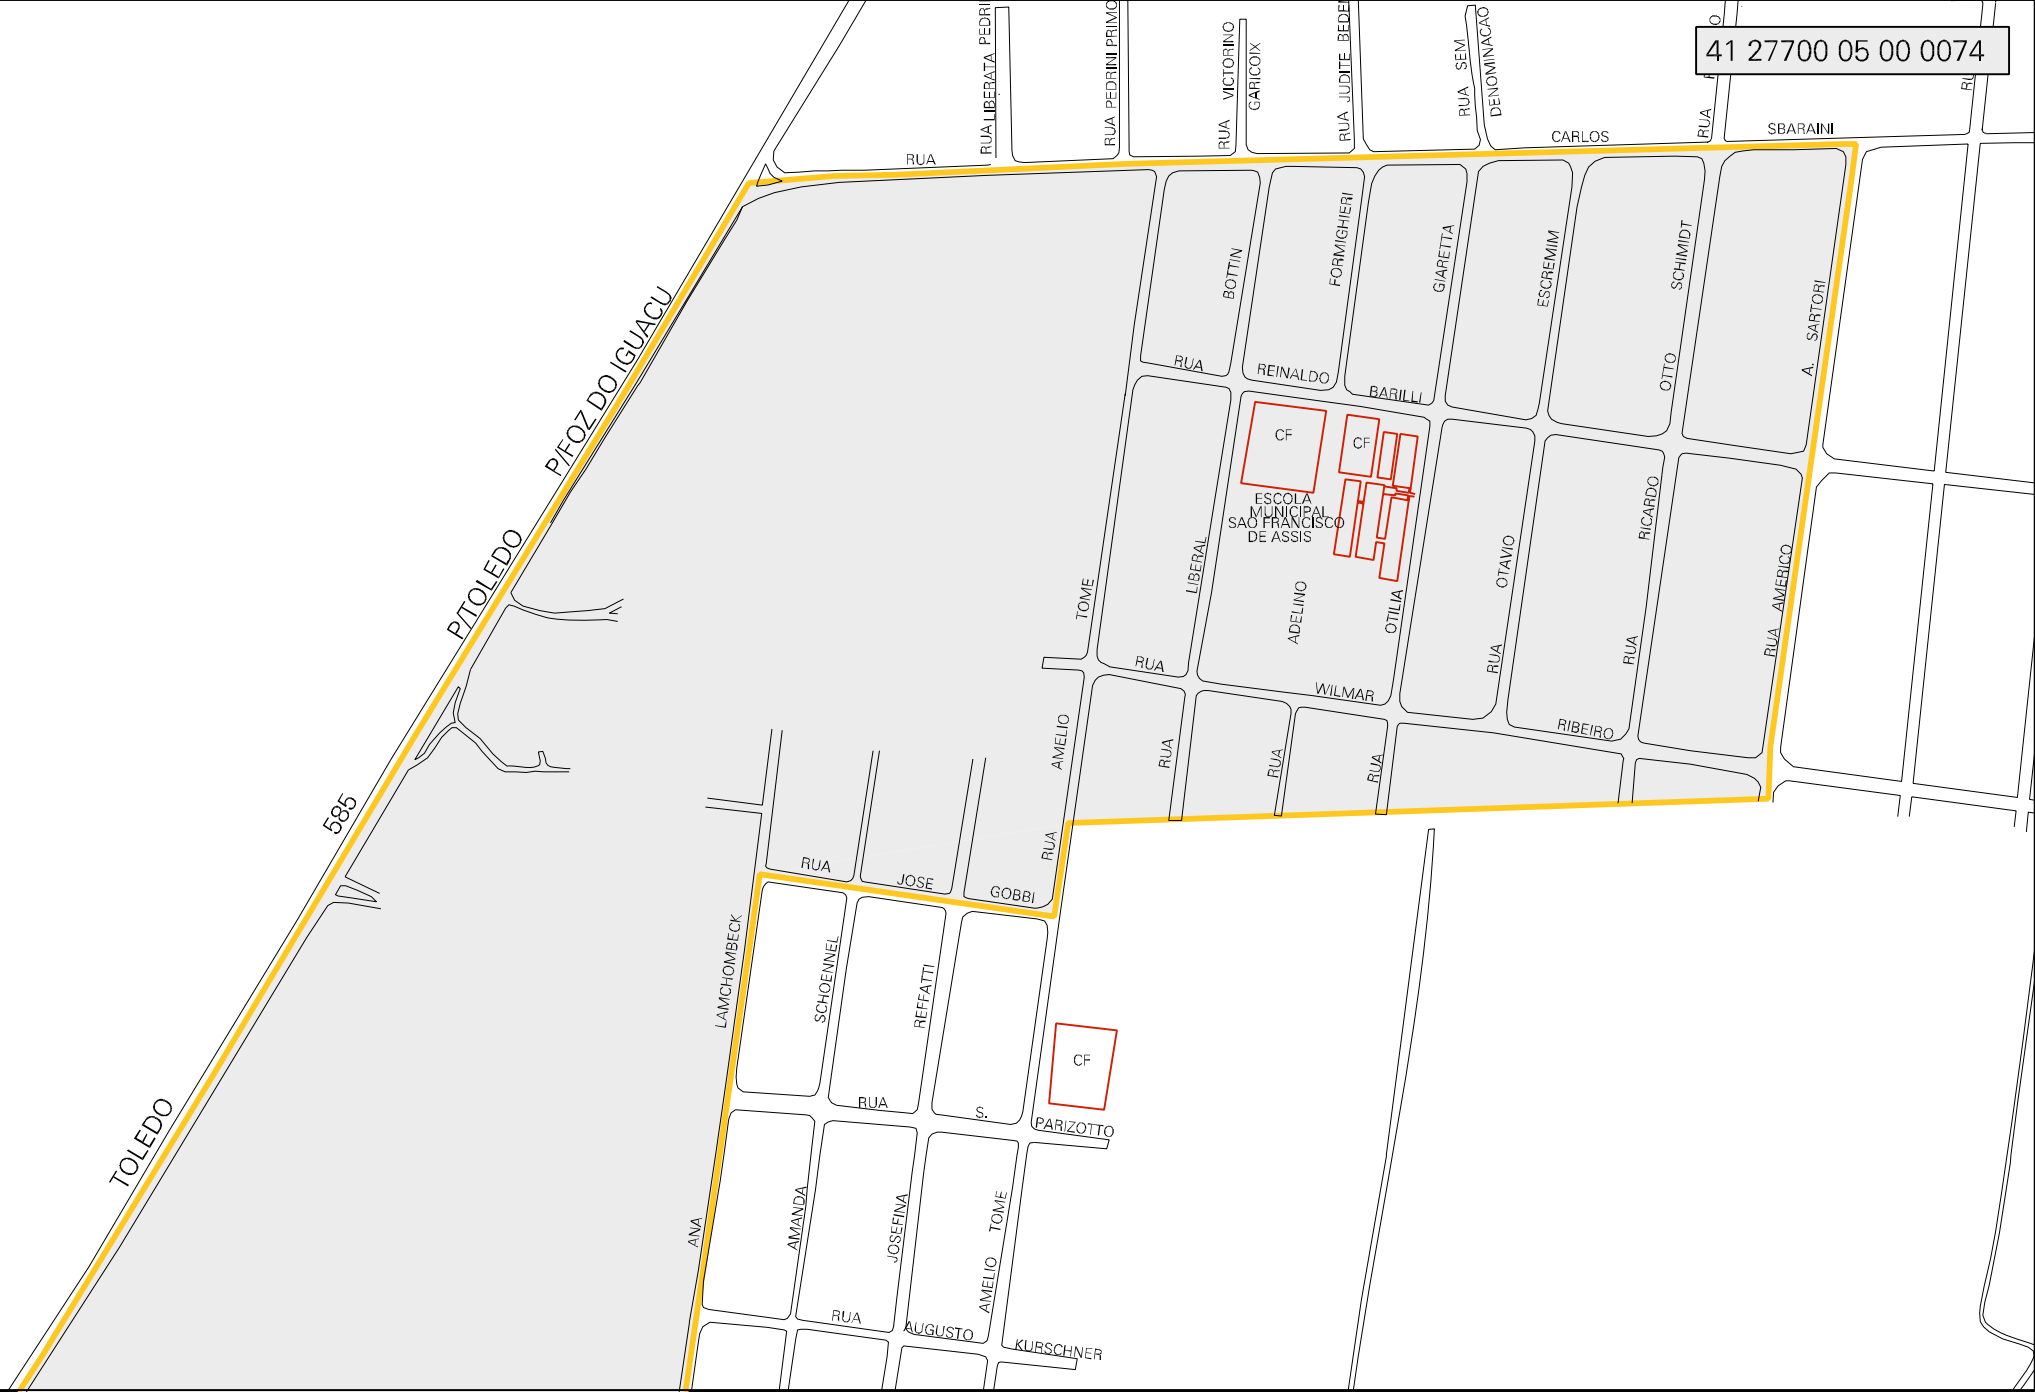 41 27700 05 00 0074
RUA LIBERATA PEDRI
RUA PEDRINI PRIMO
RUA VICTORINO
GARICOIX
RUA JUDITE BEDE
RUA SEM
DENOMINACAO
RUA
RUA CARLOS SBARAINI
BOTTIN
FORMIGHIERI
GIARETTA
ESCREMIM
OTTO SCHIMIDT
A. SARTORI
P/FOZ DO IGUACU
P/TOLEDO
585
TOLEDO
RUA REINALDO BARILLI
CF
CF
ESCOLA
MUNICIPAL
SAO FRANCISCO
DE ASSIS
TOME
LIBERAL
ADELINO
OTILIA
RUA OTAVIO
RUA RICARDO
RUA AMERICO
RUA WILMAR RIBEIRO
RUA AMELIO
RUA
RUA
RUA
RUA JOSE GOBBI
LAMCHOMBECK
SCHOENNEL
REFFATTI
CF
RUA S. PARIZOTTO
ANA
AMANDA
JOSEFINA
AMELIO TOME
RUA AUGUSTO KURSCHNER